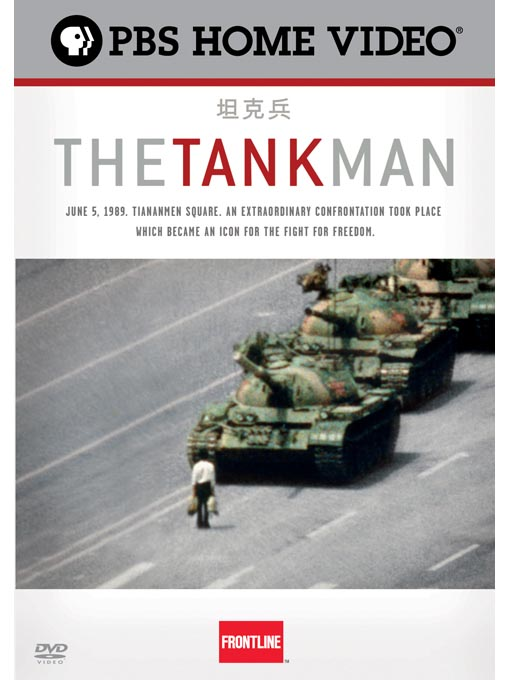 PBS HOME VIDEO®
坦克兵
THETANKMAN
JUNE 5, 1989. TIANANMEN SQUARE. AN EXTRAORDINARY CONFRONTATION TOOK PLACE
WHICH BECAME AN ICON FOR THE FIGHT FOR FREEDOM.
FRONTLINE™
DVD
VIDEO